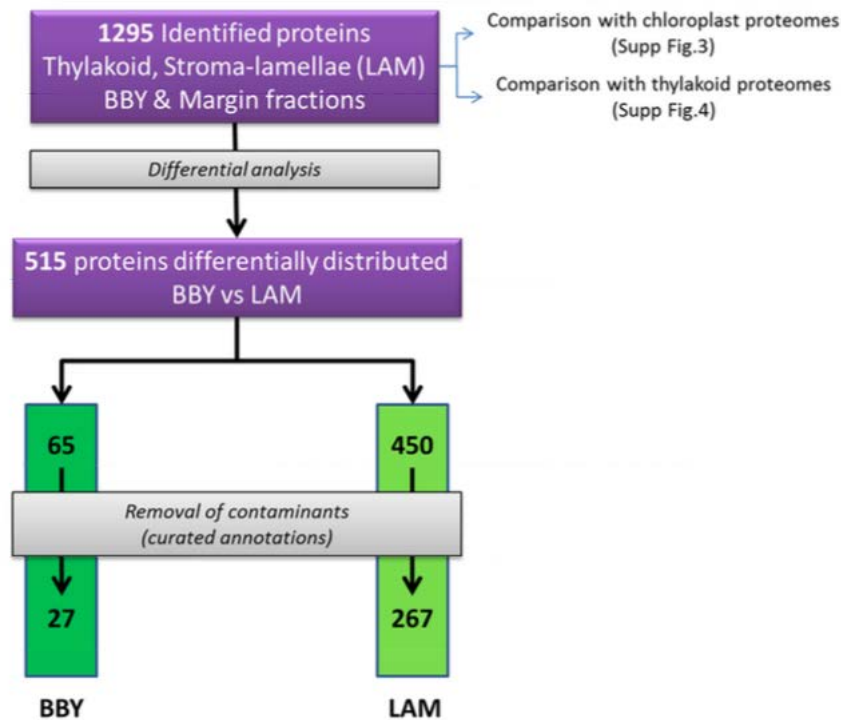 1295 Identified proteins
Thylakoid, Stroma-lamellae (LAM)
BBY & Margin fractions
Comparison with chloroplast proteomes
(Supp Fig.3)
Comparison with thylakoid proteomes
(Supp Fig.4)
Differential analysis
515 proteins differentially distributed
BBY vs LAM
65
450
Removal of contaminants
(curated annotations)
27
267
BBY
LAM